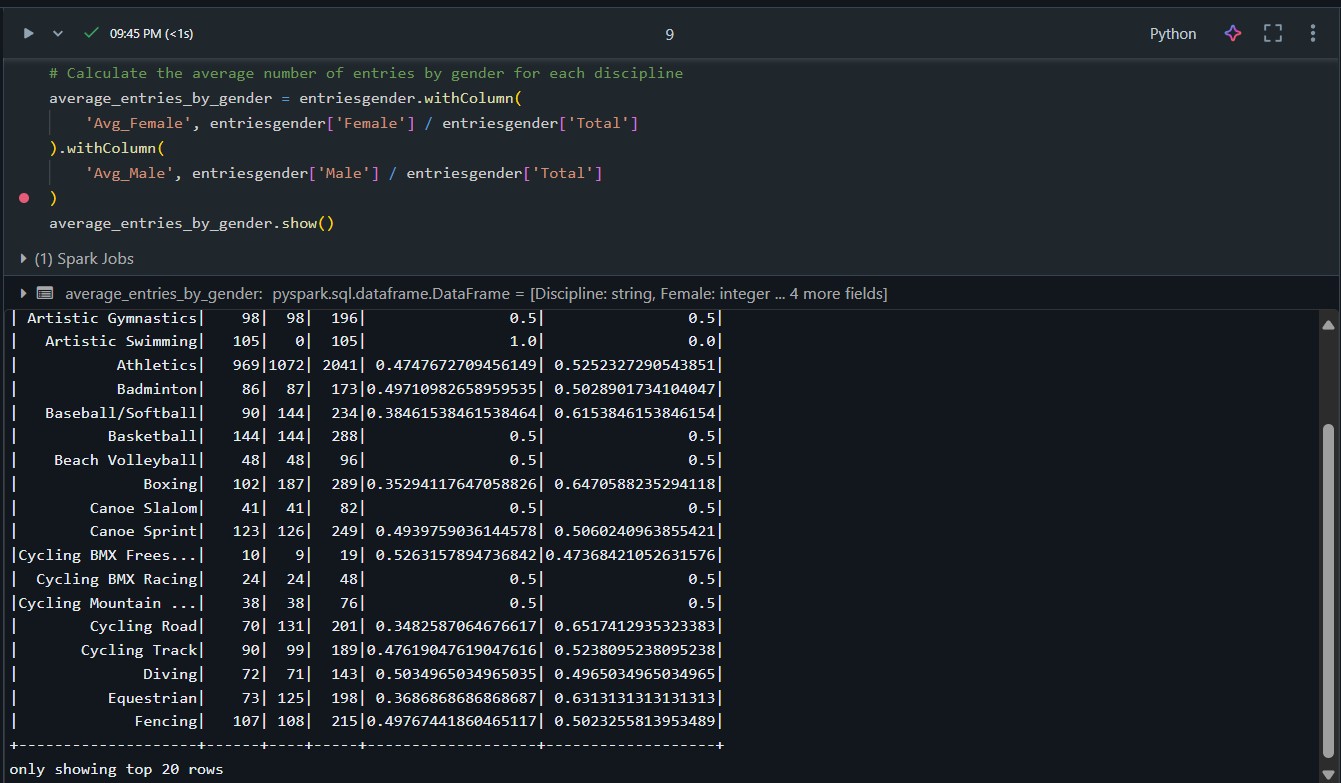 09:45 PM (<1s)
9
Python
# Calculate the average number of entries by gender for each discipline
average_entries_by_gender = entriesgender.withColumn(
    'Avg_Female', entriesgender['Female'] / entriesgender['Total']
).withColumn(
    'Avg_Male', entriesgender['Male'] / entriesgender['Total']
)
average_entries_by_gender.show()
(1) Spark Jobs
average_entries_by_gender: pyspark.sql.dataframe.DataFrame = [Discipline: string, Female: integer ... 4 more fields]
| Artistic Gymnastics|    98|  98|  196|                0.5|                0.5|
|   Artistic Swimming|   105|   0|  105|                1.0|                0.0|
|           Athletics|   969|1072| 2041| 0.4747672709456149| 0.5252327290543851|
|           Badminton|    86|  87|  173|0.49710982658959535| 0.5028901734104047|
|   Baseball/Softball|    90| 144|  234|0.38461538461538464| 0.6153846153846154|
|          Basketball|   144| 144|  288|                0.5|                0.5|
|    Beach Volleyball|    48|  48|   96|                0.5|                0.5|
|              Boxing|   102| 187|  289|0.35294117647058826| 0.6470588235294118|
|        Canoe Slalom|    41|  41|   82|                0.5|                0.5|
|        Canoe Sprint|   123| 126|  249| 0.4939759036144578| 0.5060240963855421|
|Cycling BMX Frees...|    10|   9|   19| 0.5263157894736842|0.47368421052631576|
|  Cycling BMX Racing|    24|  24|   48|                0.5|                0.5|
|Cycling Mountain ...|    38|  38|   76|                0.5|                0.5|
|        Cycling Road|    70| 131|  201| 0.3482587064676617| 0.6517412935323383|
|       Cycling Track|    90|  99|  189|0.47619047619047616| 0.5238095238095238|
|              Diving|    72|  71|  143| 0.5034965034965035| 0.4965034965034965|
|          Equestrian|    73| 125|  198| 0.3686868686868687| 0.6313131313131313|
|             Fencing|   107| 108|  215|0.49767441860465117| 0.5023255813953489|
+--------------------+------+----+-----+-------------------+-------------------+
only showing top 20 rows